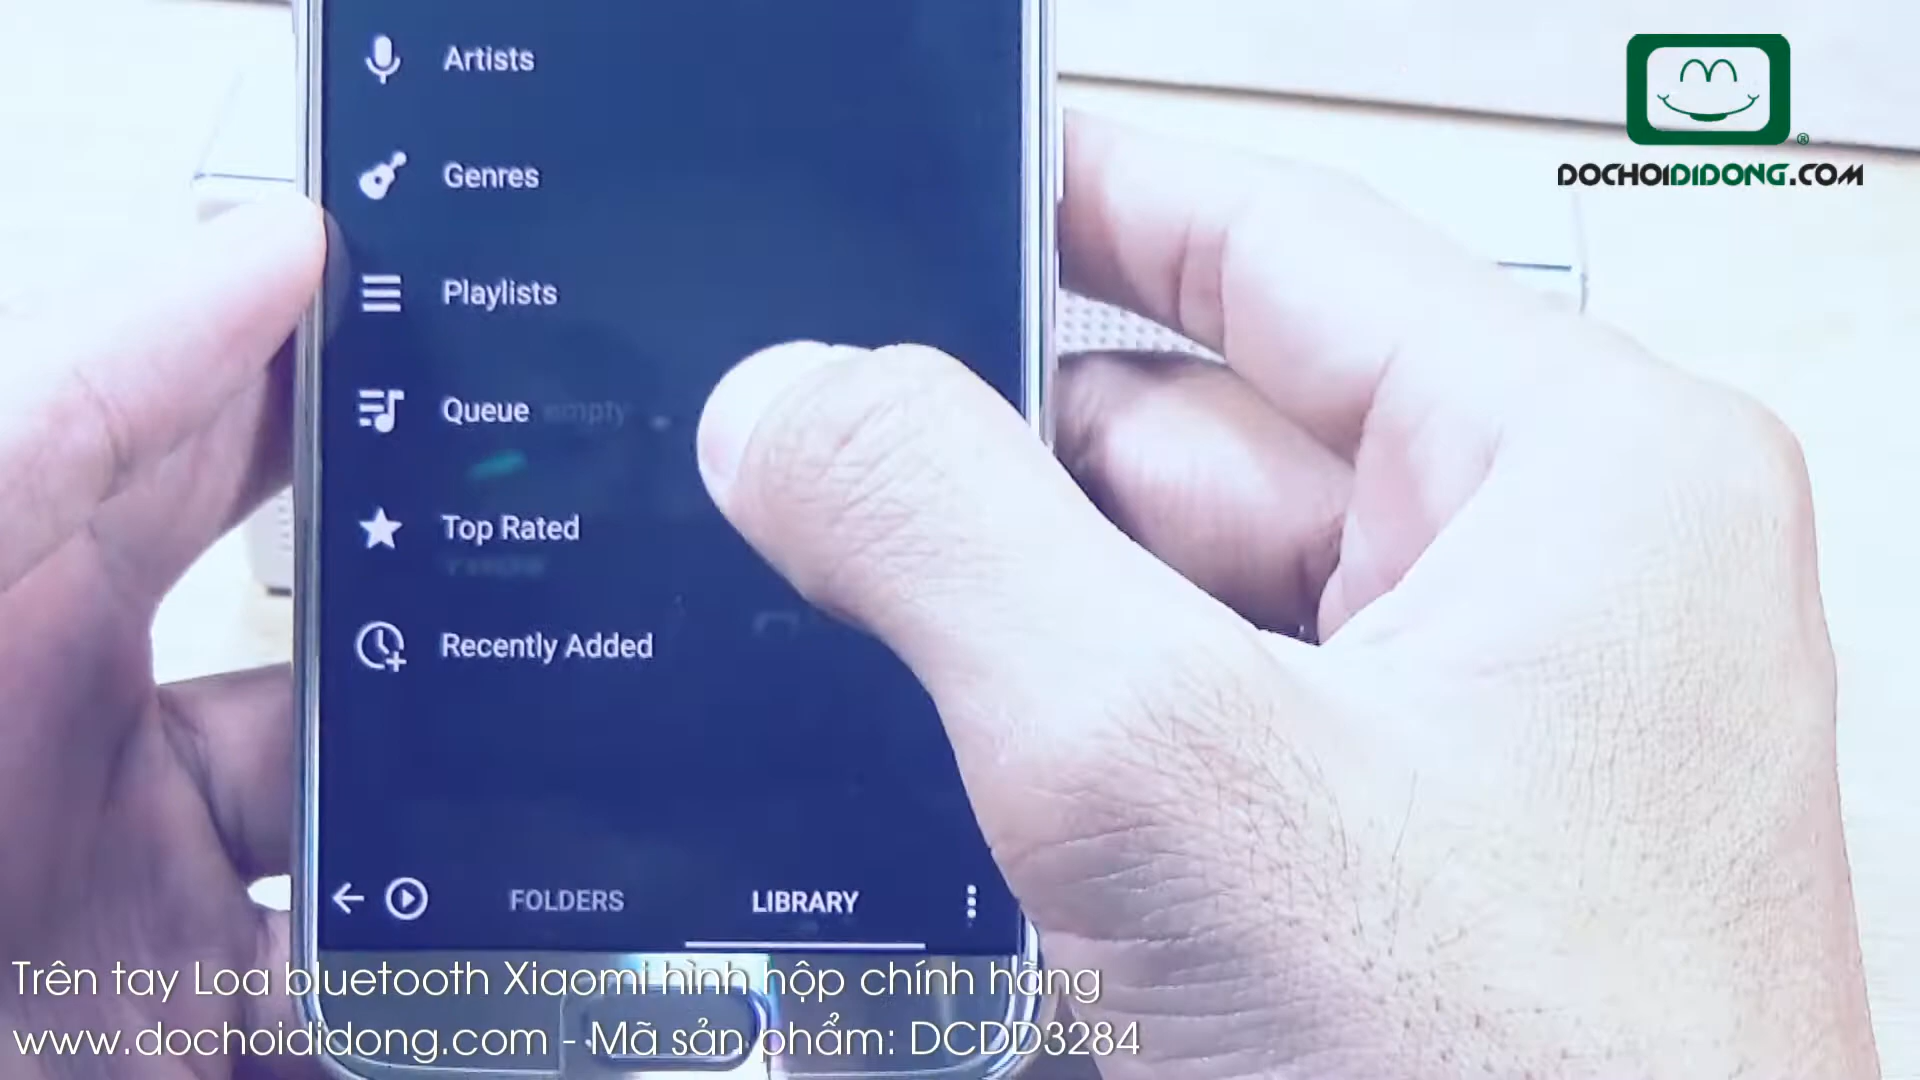 Artists
Genres
Playlists
Queue empty
Top Rated
Recently Added
FOLDERS LIBRARY
DOCHOIDIDONG.COM
®
Trên tay Loa bluetooth Xiaomi hình hộp chính hãng
www.dochoididong.com - Mã sản phẩm: DCDD3284